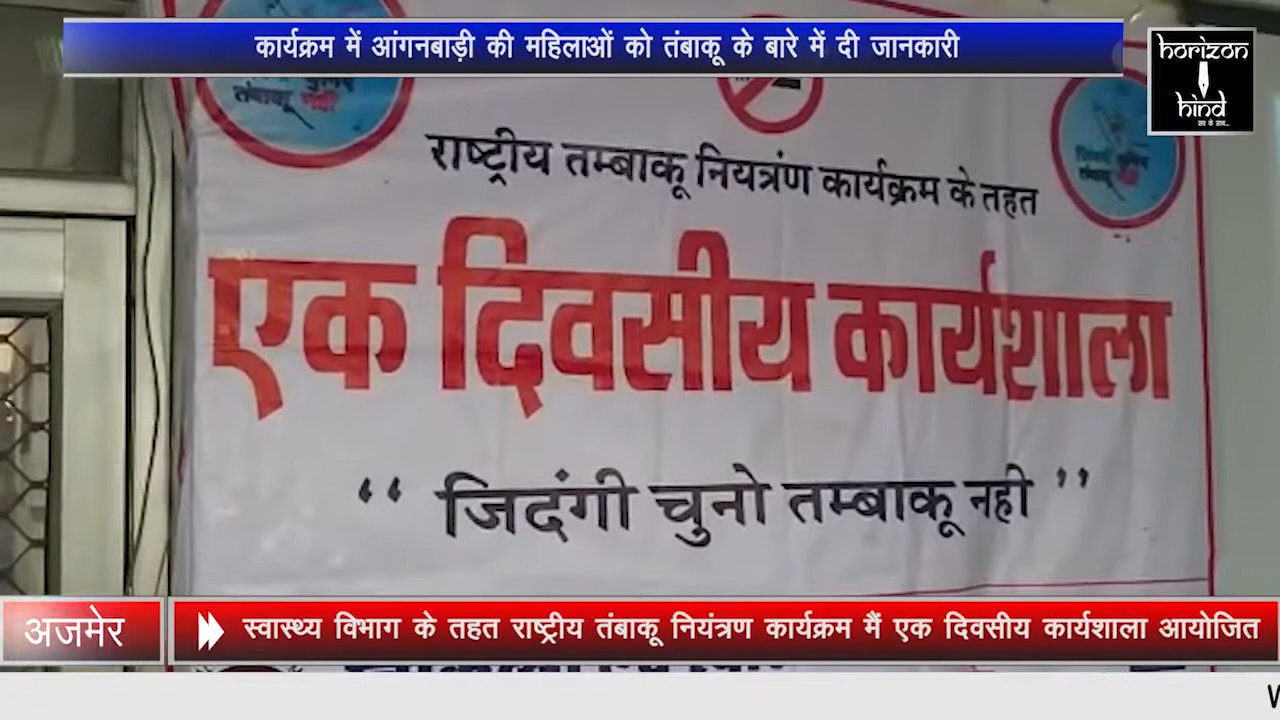 कार्यक्रम में आंगनबाड़ी की महिलाओं को तंबाकू के बारे में दी जानकारी
horizon
hind
तंबाकू नहीं
राष्ट्रीय तम्बाकू नियत्रंण कार्यक्रम के तहत
एक दिवसीय कार्यशाला
‘‘ जिदंगी चुनो तम्बाकू नही ’’
अजमेर
स्वास्थ्य विभाग के तहत राष्ट्रीय तंबाकू नियंत्रण कार्यक्रम मैं एक दिवसीय कार्यशाला आयोजित